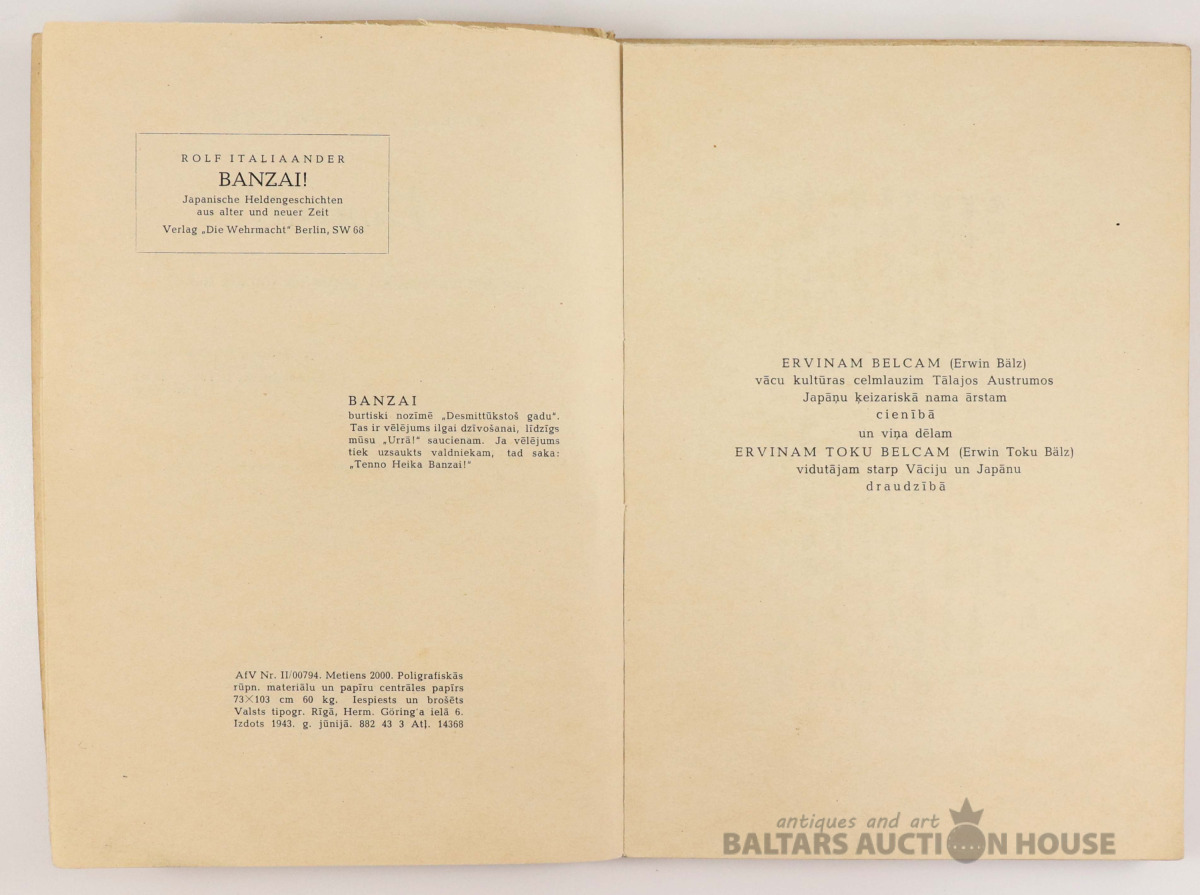 ROLF ITALIAANDER
BANZAI!
Japanische Heldengeschichten
aus alter und neuer Zeit
Verlag „Die Wehrmacht“ Berlin, SW 68
BANZAI
burtiski nozīmē „Desmittūkstoš gadu“.
Tas ir vēlējums ilgai dzīvošanai, līdzīgs
mūsu „Urrā!“ saucienam. Ja vēlējums
tiek uzsaukts valdniekam, tad saka:
„Tenno Heika Banzai!“
AfV Nr. II/00794. Metiens 2000. Poligrafiskās
rūpn. materiālu un papīru centrāles papīrs
73×103 cm 60 kg. Iespiests un brošēts
Valsts tipogr. Rīgā, Herm. Göring'a ielā 6.
Izdots 1943. g. jūnijā. 882 43 3 Atļ. 14368
ERVINAM BELCAM (Erwin Bälz)
vācu kultūras celmlauzim Tālajos Austrumos
Japāņu ķeizariskā nama ārstam
cienībā
un viņa dēlam
ERVINAM TOKU BELCAM (Erwin Toku Bälz)
vidutājam starp Vāciju un Japānu
draudzībā
antiques and art
BALTARS AUCTION HOUSE